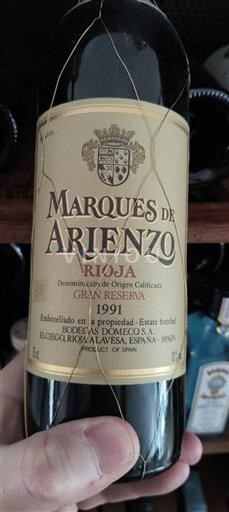 MARQUES DE
ARIENZO
RIOJA
Denominación de Origen Calificada
GRAN RESERVA
1991
Embotellado en la propiedad - Estate bottled
BODEGAS DOMECQ S.A.
ELCIEGO, RIOJA ALAVESA, ESPAÑA - SPAIN
PRODUCT OF SPAIN